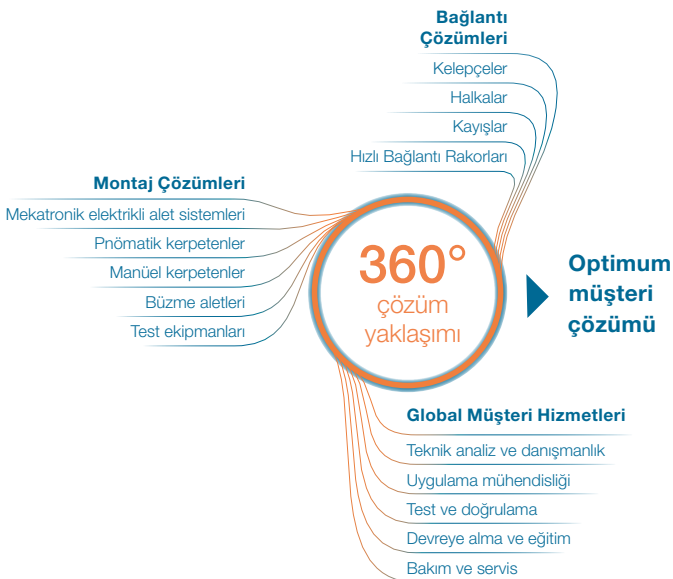 Bağlantı
Çözümleri
Kelepçeler
Halkalar
Kayışlar
Hızlı Bağlantı Rakorları
Montaj Çözümleri
Mekatronik elektrikli alet sistemleri
Pnömatik kerpetenler
Manüel kerpetenler
Büzme aletleri
Test ekipmanları
360°
çözüm
yaklaşımı
Optimum
müşteri
çözümü
Global Müşteri Hizmetleri
Teknik analiz ve danışmanlık
Uygulama mühendisliği
Test ve doğrulama
Devreye alma ve eğitim
Bakım ve servis